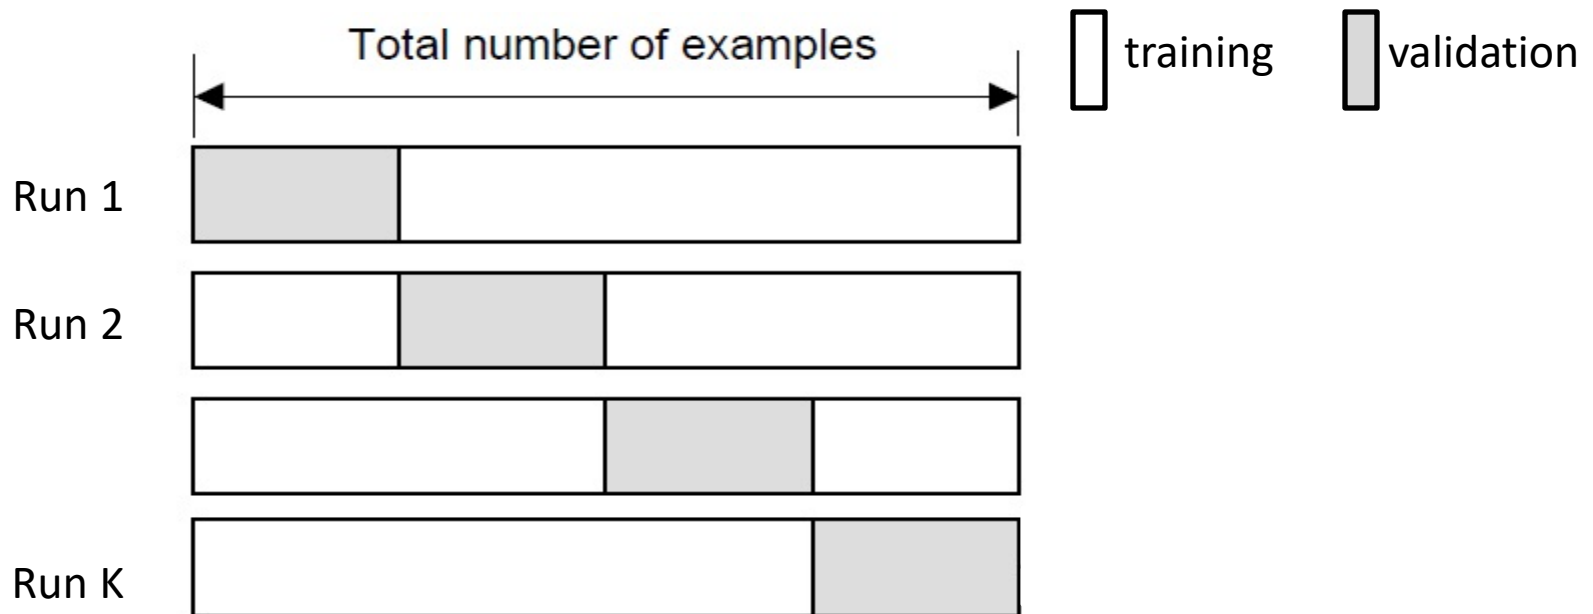 Total number of examples
training
validation
Run 1
Run 2
Run K